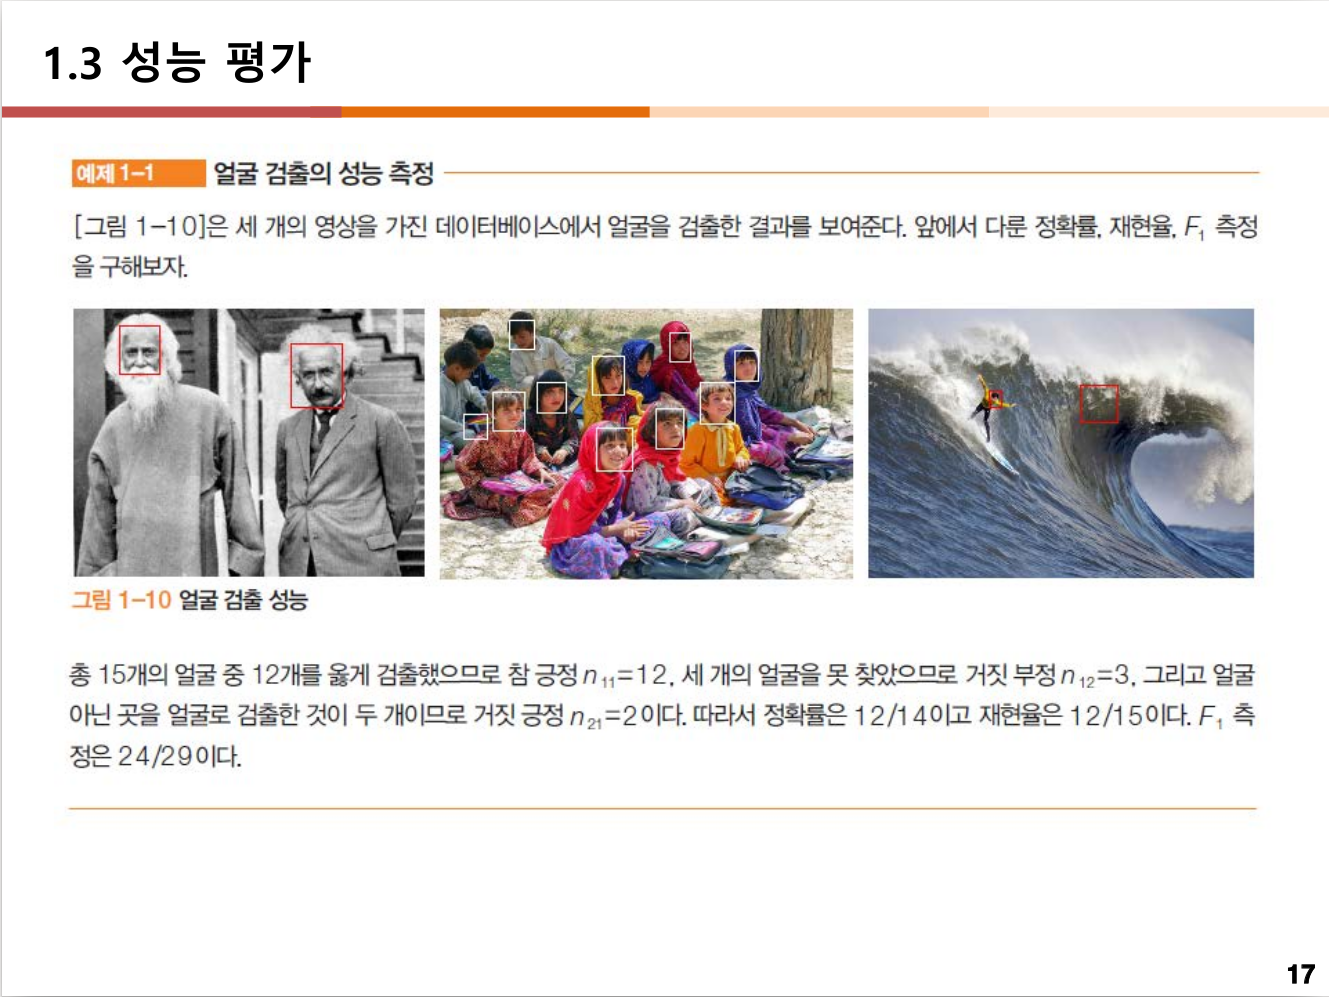 1.3 성능 평가
예제 1-1 얼굴 검출의 성능 측정
[그림 1-10]은 세 개의 영상을 가진 데이터베이스에서 얼굴을 검출한 결과를 보여준다. 앞에서 다룬 정확률, 재현율, F₁ 측정
을 구해보자.
그림 1-10 얼굴 검출 성능
총 15개의 얼굴 중 12개를 옳게 검출했으므로 참 긍정 n₁₁=12, 세 개의 얼굴을 못 찾았으므로 거짓 부정 n₁₂=3, 그리고 얼굴
아닌 곳을 얼굴로 검출한 것이 두 개이므로 거짓 긍정 n₂₁=2이다. 따라서 정확률은 12/14이고 재현율은 12/15이다. F₁ 측
정은 24/29이다.
17